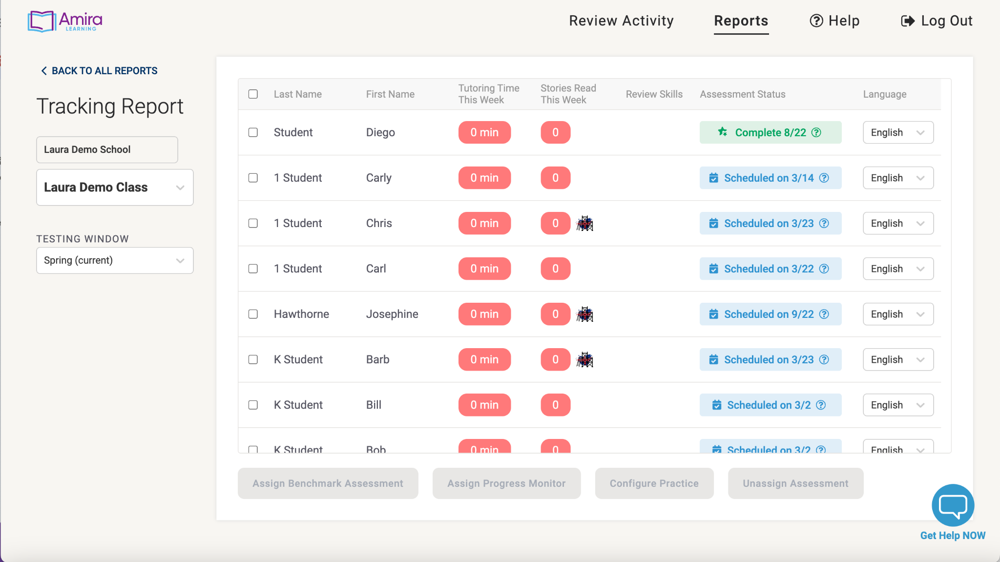 Amira
LEARNING
Review Activity
Reports
Help
Log Out
BACK TO ALL REPORTS
Tracking Report
Laura Demo School
Laura Demo Class
TESTING WINDOW
Spring (current)
Last Name First Name Tutoring Time This Week Stories Read This Week Review Skills Assessment Status Language
Student Diego 0 min 0 Complete 8/22 English
1 Student Carly 0 min 0 Scheduled on 3/14 English
1 Student Chris 0 min 0 Scheduled on 3/23 English
1 Student Carl 0 min 0 Scheduled on 3/22 English
Hawthorne Josephine 0 min 0 Scheduled on 9/22 English
K Student Barb 0 min 0 Scheduled on 3/23 English
K Student Bill 0 min 0 Scheduled on 3/2 English
K Student Bob 0 min 0 Scheduled on 3/2 English
Assign Benchmark Assessment
Assign Progress Monitor
Configure Practice
Unassign Assessment
Get Help NOW